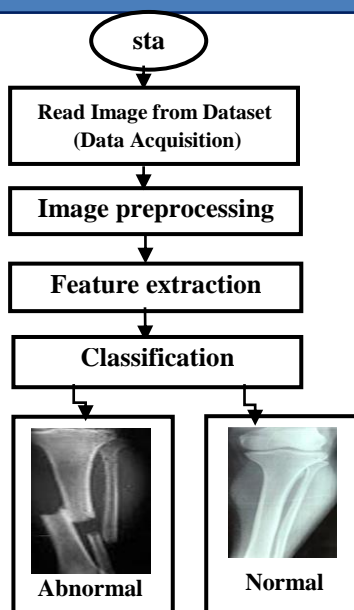 sta
Read Image from Dataset
(Data Acquisition)
Image preprocessing
Feature extraction
Classification
Abnormal
Normal